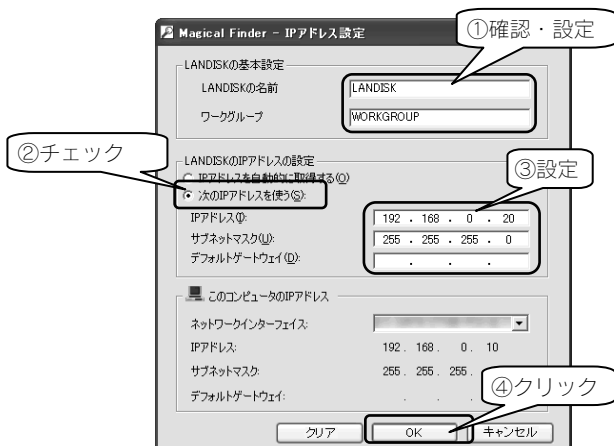 Magical Finder - IPアドレス設定
①確認・設定
LANDISKの基本設定
LANDISKの名前
LANDISK
ワークグループ
WORKGROUP
②チェック
LANDISKのIPアドレスの設定
IPアドレスを自動的に取得する(O)
③設定
次のIPアドレスを使う(S):
IPアドレス(I):
192 . 168 . 0 . 20
サブネットマスク(U):
255 . 255 . 255 . 0
デフォルトゲートウェイ(D):
. . .
このコンピュータのIPアドレス
ネットワークインターフェイス:
IPアドレス:
192 . 168 . 0 . 10
サブネットマスク:
255 . 255 . 255 .
④クリック
デフォルトゲートウェイ:
. . .
クリア
OK
キャンセル